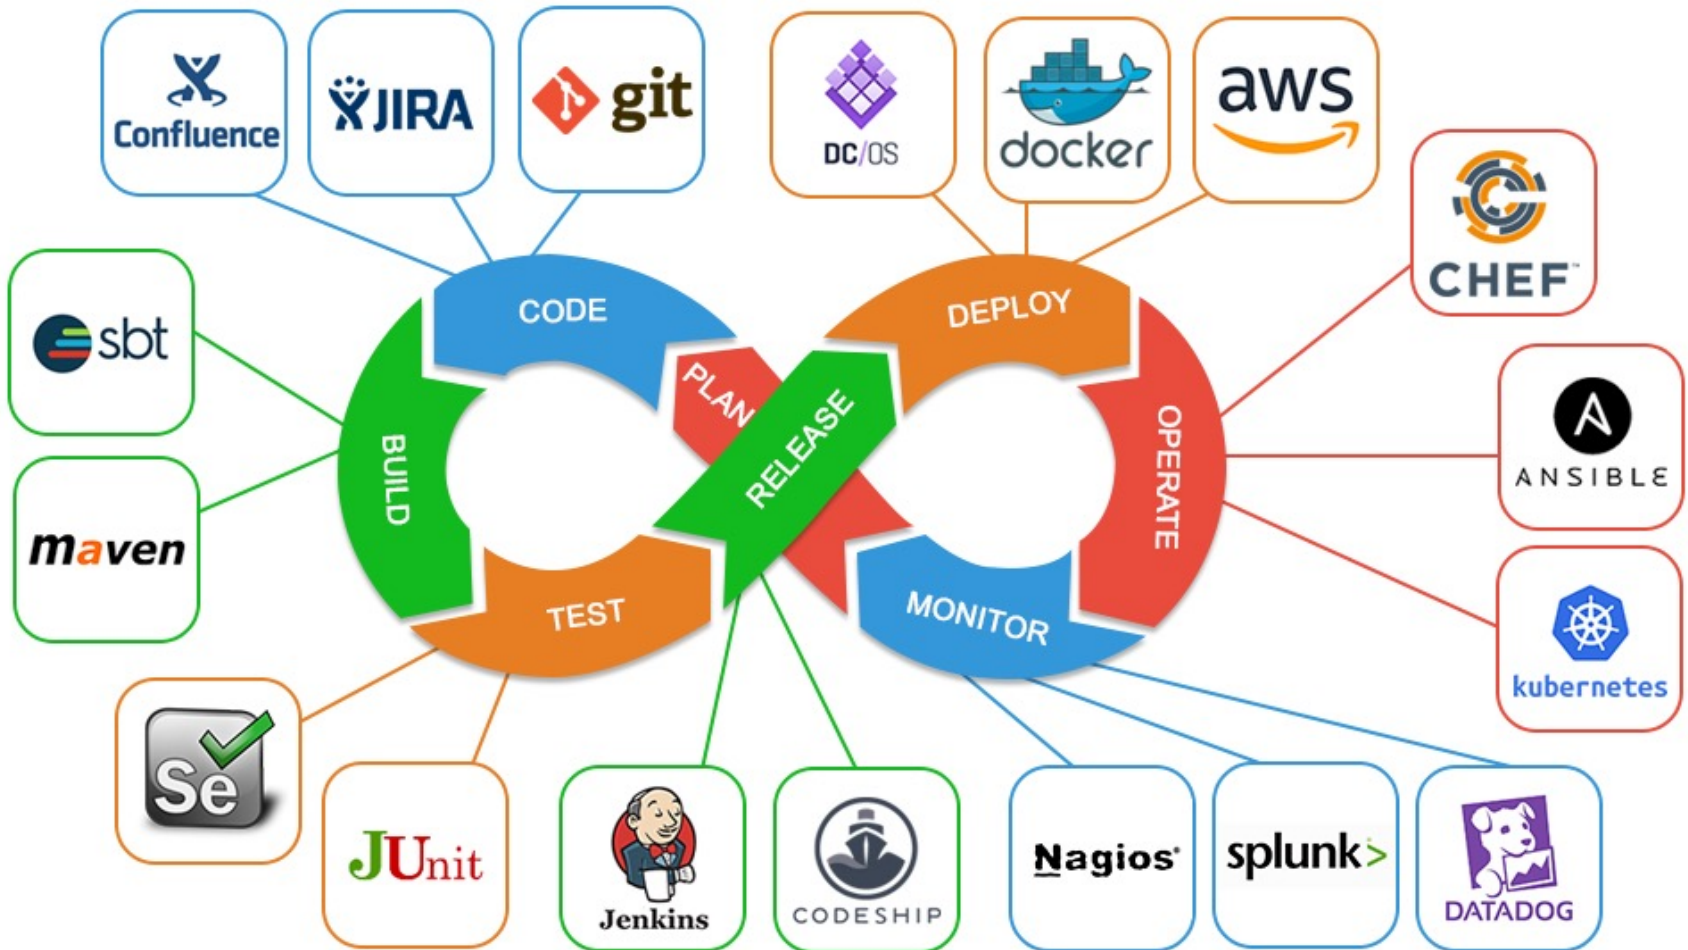 Confluence
JIRA
git
DC/OS
docker
aws
CHEF™
sbt
CODE
DEPLOY
PLAN
RELEASE
BUILD
OPERATE
ANSIBLE
maven
TEST
MONITOR
kubernetes
Se
JUnit
Jenkins
CODESHIP
Nagios®
splunk>
DATADOG